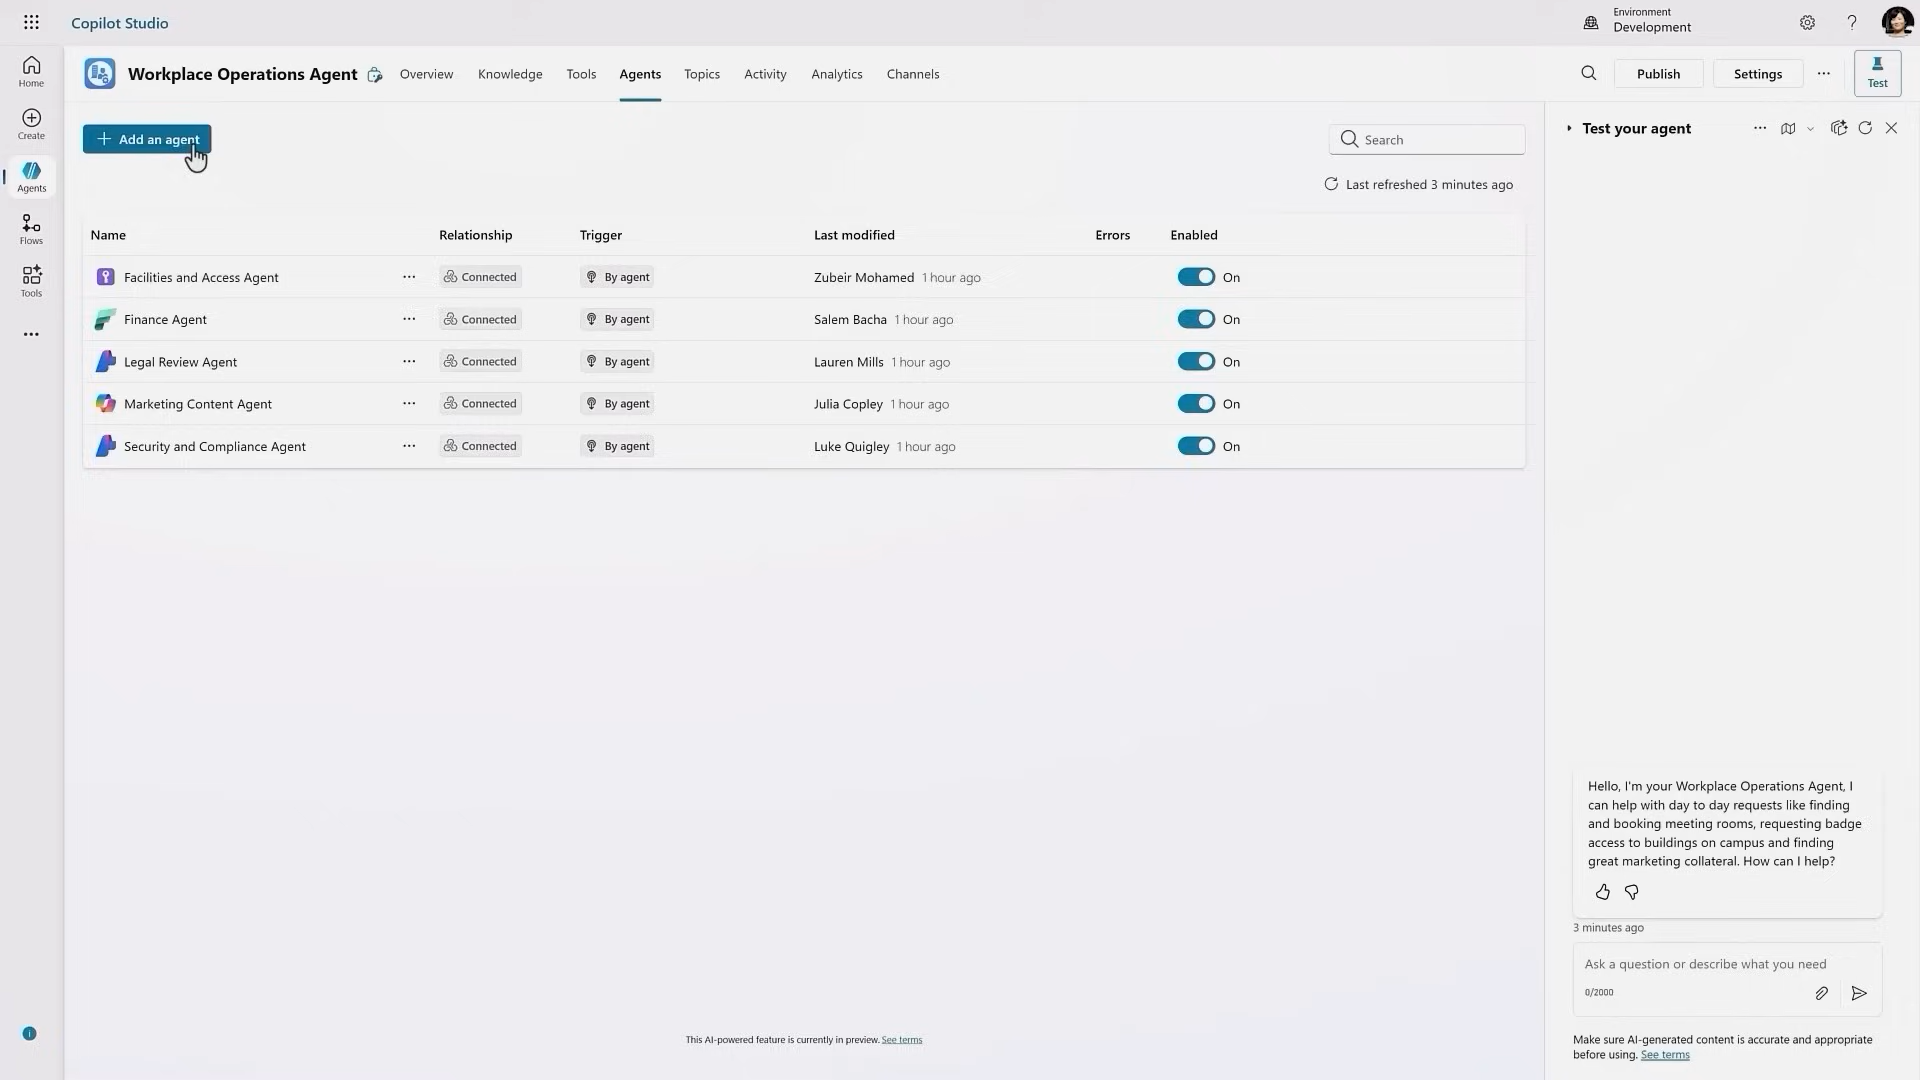 Copilot Studio
Environment
Development
Home
Create
Agents
Flows
Tools
Workplace Operations Agent
Overview
Knowledge
Tools
Agents
Topics
Activity
Analytics
Channels
Publish
Settings
Test
Add an agent
Search
Last refreshed 3 minutes ago
Name Relationship Trigger Last modified Errors Enabled
Facilities and Access Agent Connected By agent Zubeir Mohamed 1 hour ago On
Finance Agent Connected By agent Salem Bacha 1 hour ago On
Legal Review Agent Connected By agent Lauren Mills 1 hour ago On
Marketing Content Agent Connected By agent Julia Copley 1 hour ago On
Security and Compliance Agent Connected By agent Luke Quigley 1 hour ago On
This AI-powered feature is currently in preview. See terms
Test your agent
Hello, I'm your Workplace Operations Agent, I
can help with day to day requests like finding
and booking meeting rooms, requesting badge
access to buildings on campus and finding
great marketing collateral. How can I help?
3 minutes ago
Ask a question or describe what you need
0/2000
Make sure AI-generated content is accurate and appropriate
before using. See terms